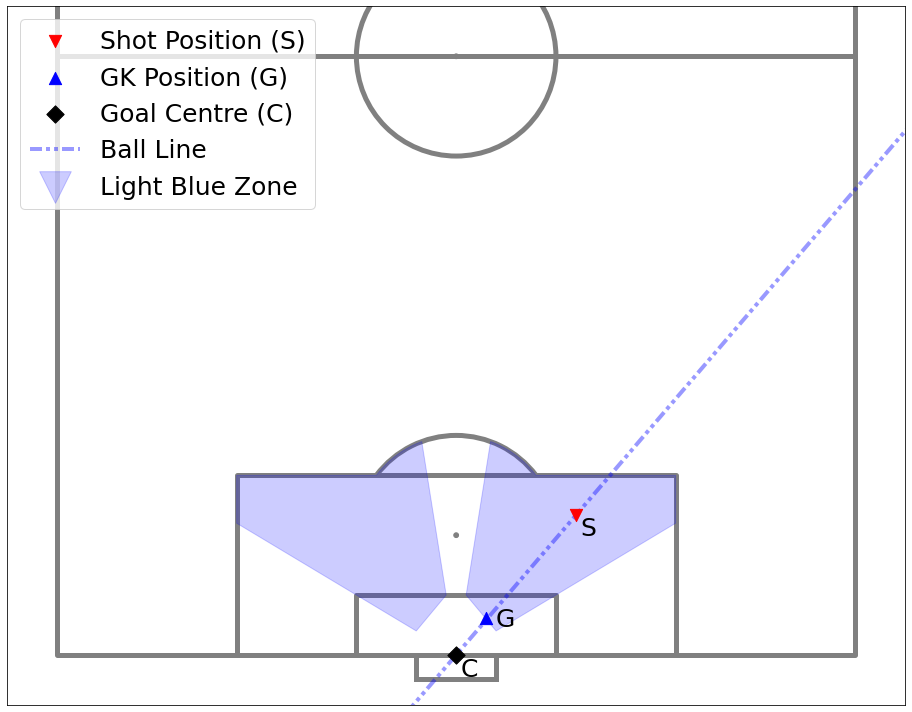 Shot Position (S)
GK Position (G)
Goal Centre (C)
Ball Line
Light Blue Zone
S
G
C